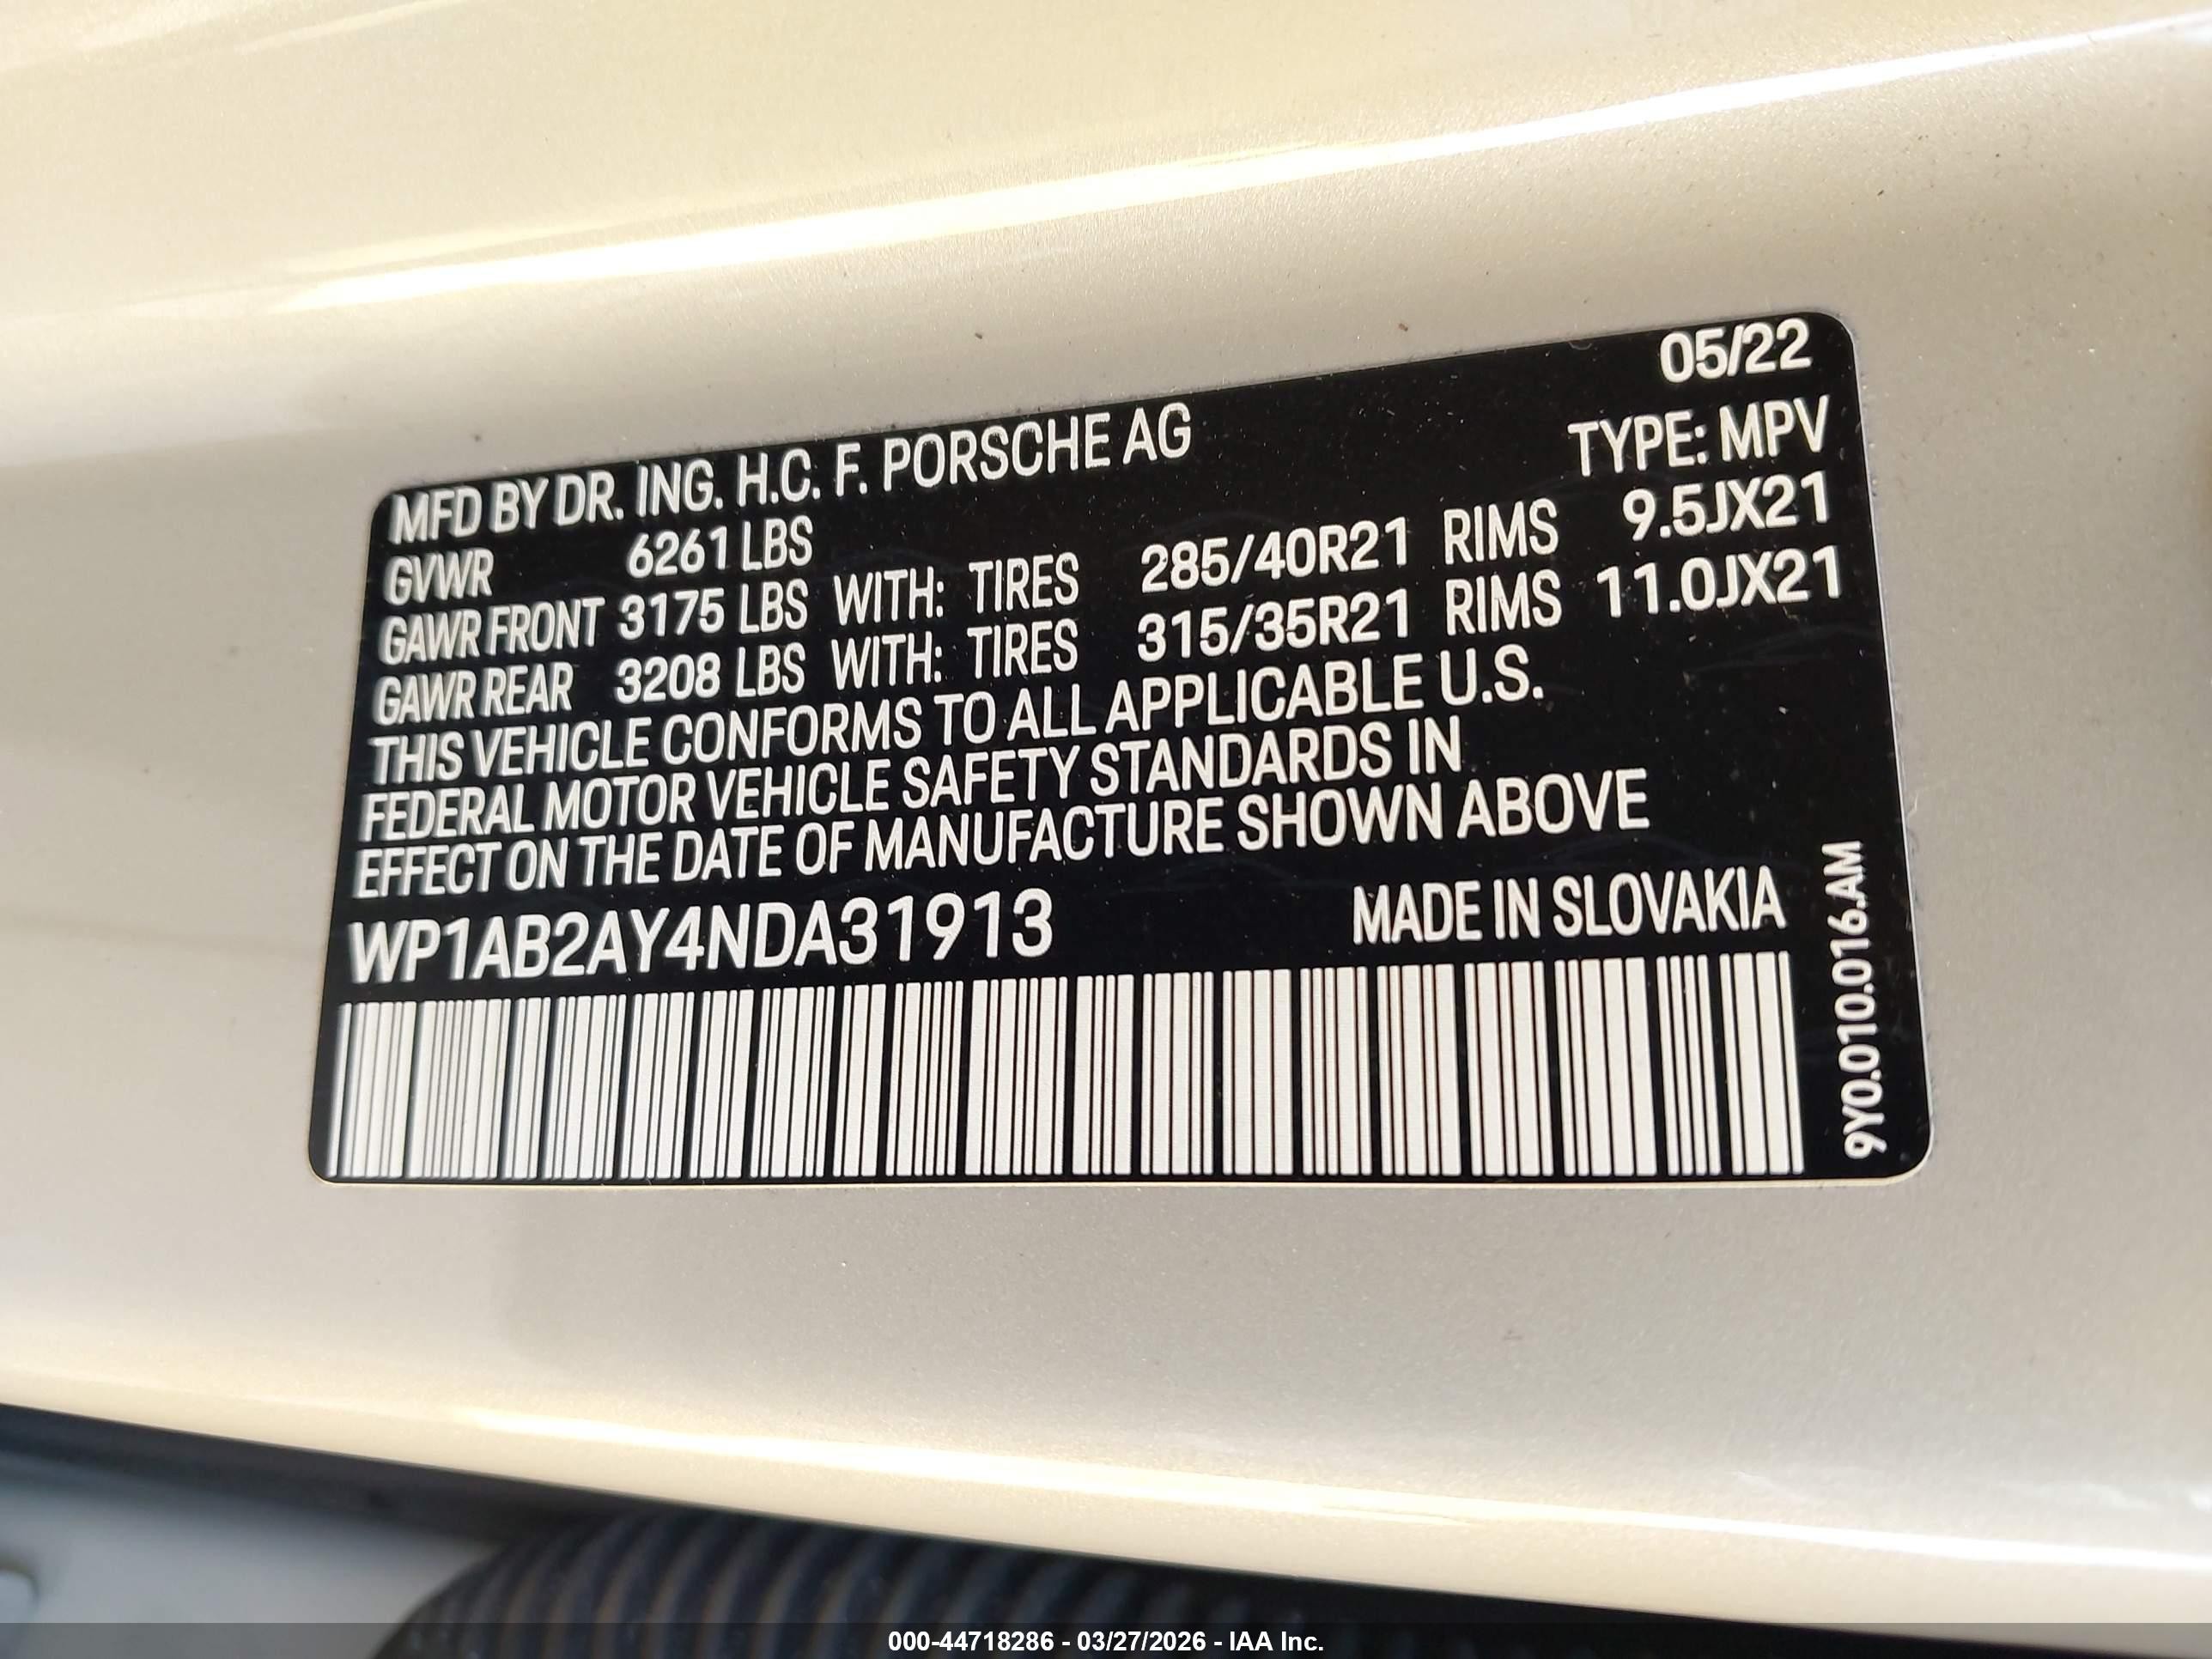 05/22
MFD BY DR. ING. H.C. F. PORSCHE AG TYPE: MPV
GVWR 6261 LBS
GAWR FRONT 3175 LBS WITH: TIRES 285/40R21 RIMS 9.5JX21
GAWR REAR 3208 LBS WITH: TIRES 315/35R21 RIMS 11.0JX21
THIS VEHICLE CONFORMS TO ALL APPLICABLE U.S.
FEDERAL MOTOR VEHICLE SAFETY STANDARDS IN
EFFECT ON THE DATE OF MANUFACTURE SHOWN ABOVE
WP1AB2AY4NDA31913 MADE IN SLOVAKIA
9Y0.010.016.AM
000-44718286 - 03/27/2026 - IAA Inc.